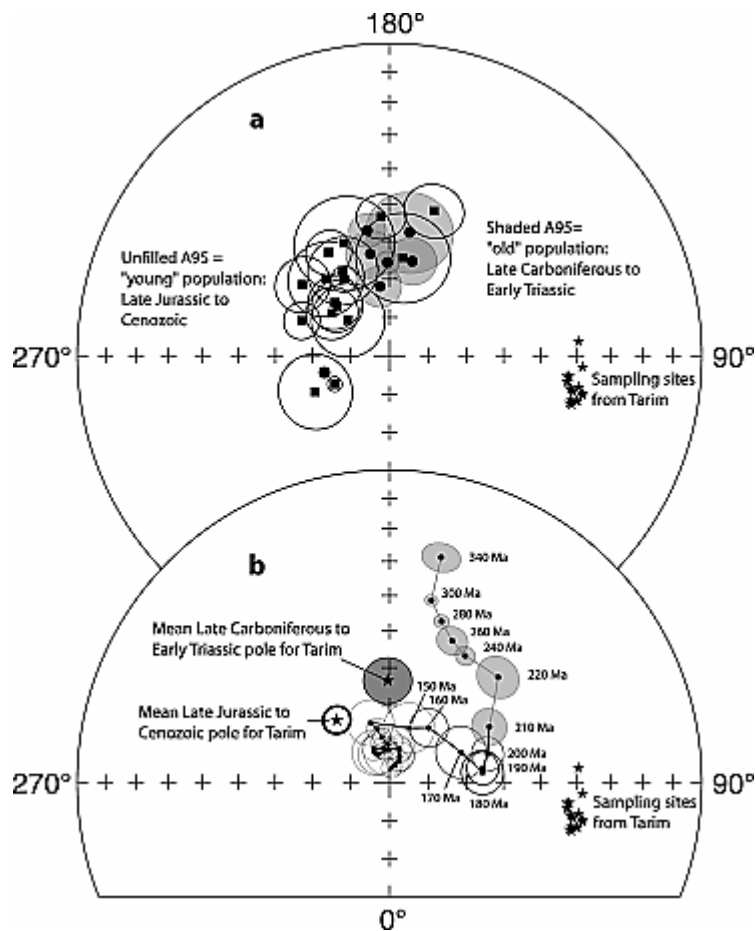 180°
a
Unfilled A95 =
"young" population:
Late Jurassic to
Cenozoic
Shaded A95=
"old" population:
Late Carboniferous to
Early Triassic
270°
90°
Sampling sites
from Tarim
b
340 Ma
300 Ma
280 Ma
260 Ma
240 Ma
Mean Late Carboniferous to
Early Triassic pole for Tarim
220 Ma
150 Ma
160 Ma
Mean Late Jurassic to
Cenozoic pole for Tarim
210 Ma
200 Ma
190 Ma
170 Ma
180 Ma
270°
90°
Sampling sites
from Tarim
0°